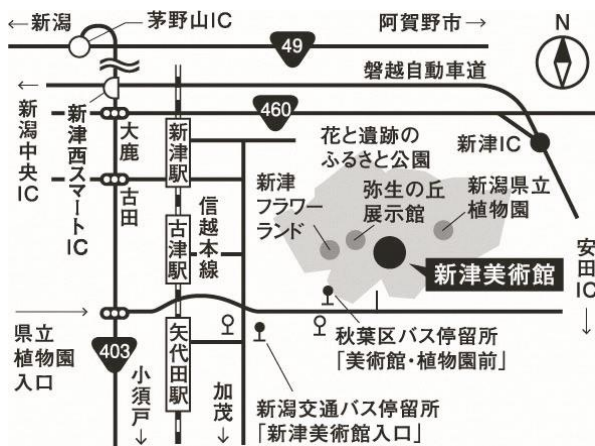 ←新潟
茅野山IC
阿賀野市→
N
49
磐越自動車道
←
新潟中央IC
新津西スマートIC
大鹿
460
新津駅
花と遺跡の
ふるさと公園
新津IC
古田
新津
フラワー
ランド
弥生の丘
展示館
新潟県立
植物園
信越本線
古津駅
新津美術館
安田IC
↓
→
県立
植物園
入口
403
矢代田駅
秋葉区バス停留所
「美術館・植物園前」
小須戸
↓
加茂
↓
新潟交通バス停留所
「新津美術館入口」